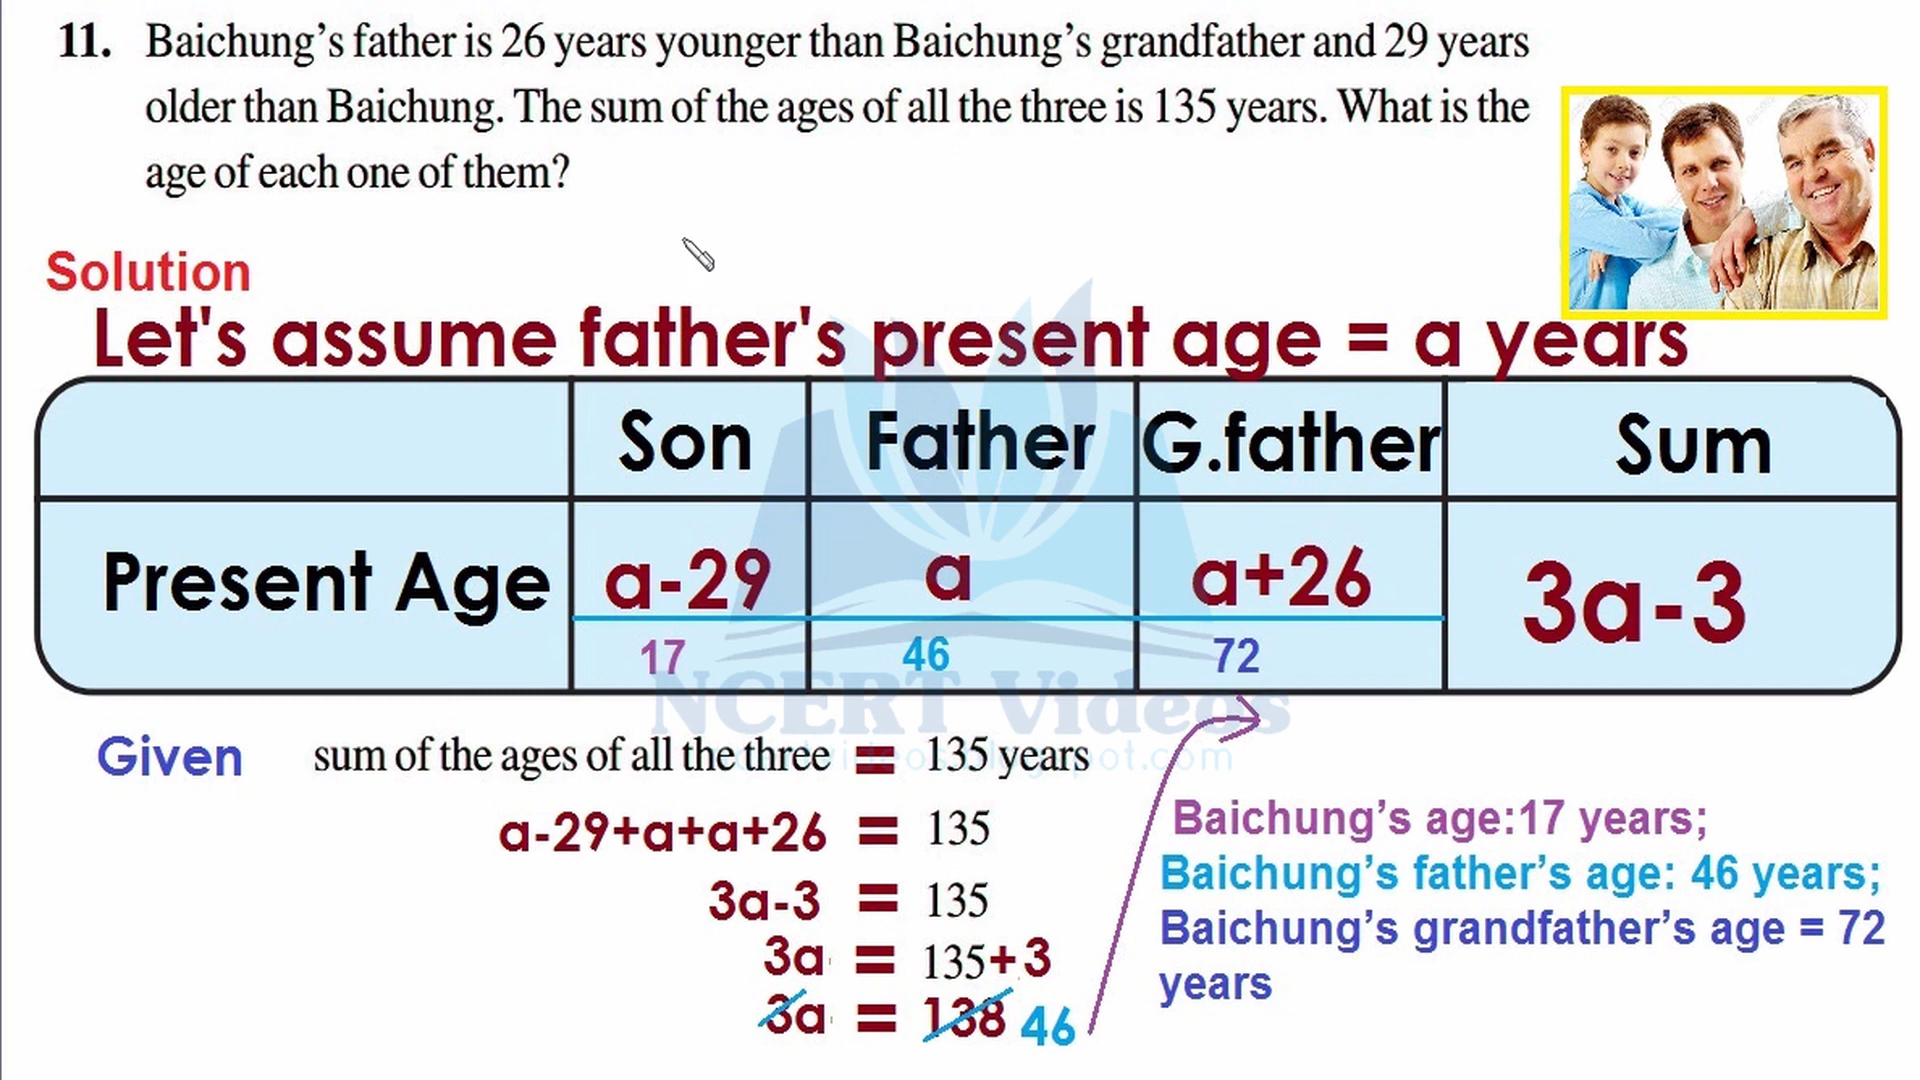 11. Baichung's father is 26 years younger than Baichung's grandfather and 29 years
older than Baichung. The sum of the ages of all the three is 135 years. What is the
age of each one of them?
Solution
Let's assume father's present age = a years
Son Father G.father Sum
Present Age a-29 a a+26 3a-3
17 46 72
NCERT Videos
Given sum of the ages of all the three = 135 years
a-29+a+a+26 = 135
3a-3 = 135
3a = 135+3
3a = 138 46
Baichung's age:17 years;
Baichung's father's age: 46 years;
Baichung's grandfather's age = 72
years